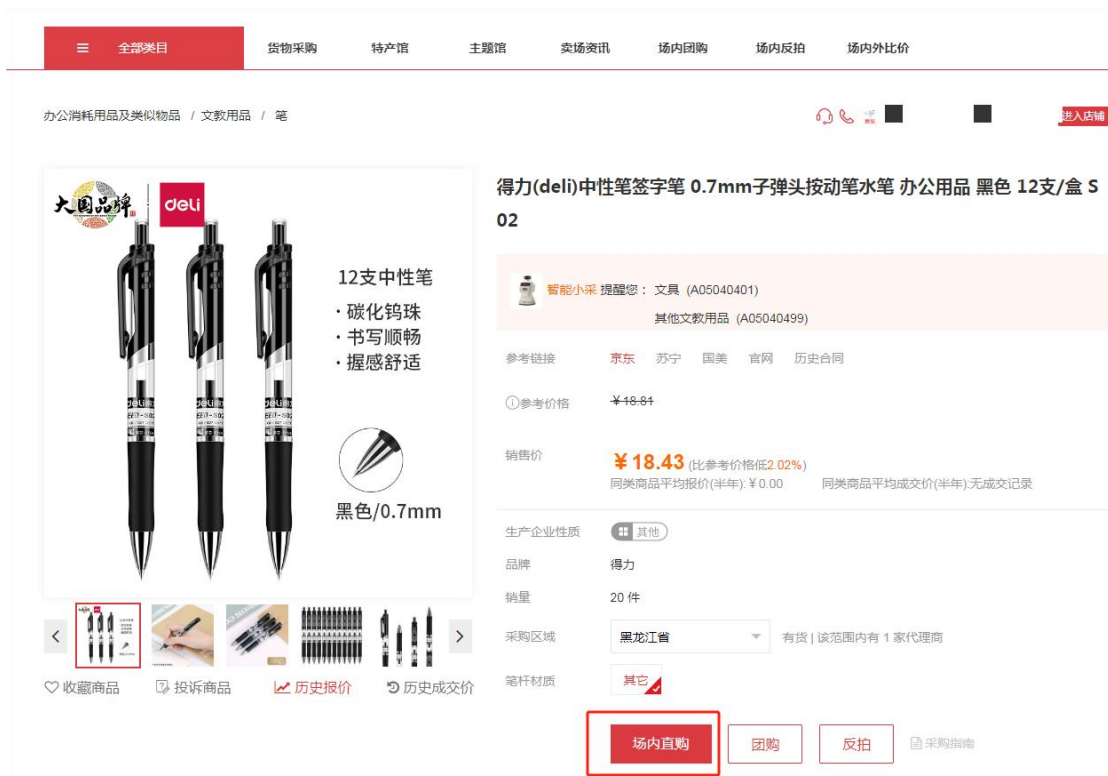 全部类目 货物采购 特产馆 主题馆 卖场资讯 场内团购 场内反拍 场内外比价
办公消耗用品及类似物品 / 文教用品 / 笔
进入店铺
得力(deli)中性笔签字笔 0.7mm子弹头按动笔水笔 办公用品 黑色 12支/盒 S
02
大国品牌 deli
12支中性笔
·碳化钨珠
·书写顺畅
·握感舒适
黑色/0.7mm
智能小采 提醒您: 文具 (A05040401)
其他文教用品 (A05040499)
参考链接 京东 苏宁 国美 官网 历史合同
参考价格 ¥18.81
销售价 ¥18.43 (比参考价格低2.02%)
同类商品平均报价(半年):¥0.00 同类商品平均成交价(半年):无成交记录
生产企业性质 其他
品牌 得力
销量 20 件
采购区域 黑龙江省 有货 | 该范围内有 1 家代理商
笔杆材质 其它
收藏商品 投诉商品 历史报价 历史成交价
场内直购 团购 反拍 采购指南